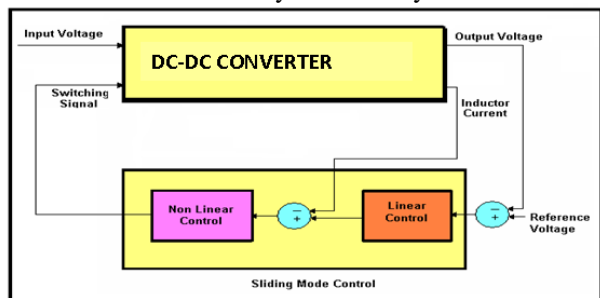 Input Voltage
DC-DC CONVERTER
Output Voltage
Switching
Signal
Inductor
Current
Non Linear
Control
−
+
Linear
Control
−
+
Reference
Voltage
Sliding Mode Control